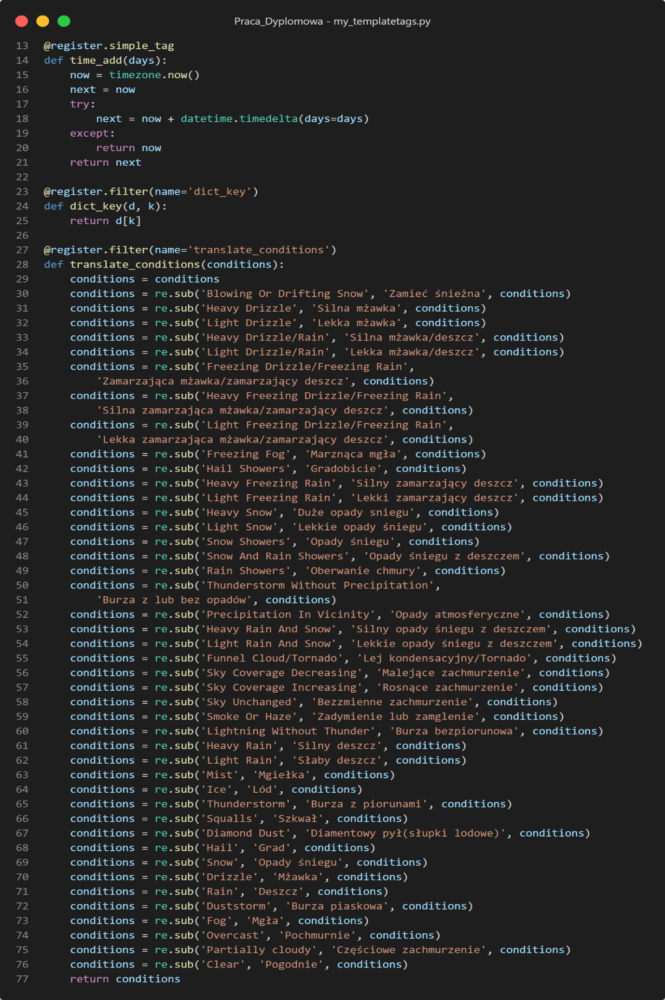 Praca_Dyplomowa - my_templatetags.py
13 @register.simple_tag
14 def time_add(days):
15     now = timezone.now()
16     next = now
17     try:
18         next = now + datetime.timedelta(days=days)
19     except:
20         return now
21     return next
22
23 @register.filter(name='dict_key')
24 def dict_key(d, k):
25     return d[k]
26
27 @register.filter(name='translate_conditions')
28 def translate_conditions(conditions):
29     conditions = conditions
30     conditions = re.sub('Blowing Or Drifting Snow', 'Zamieć śnieżna', conditions)
31     conditions = re.sub('Heavy Drizzle', 'Silna mżawka', conditions)
32     conditions = re.sub('Light Drizzle', 'Lekka mżawka', conditions)
33     conditions = re.sub('Heavy Drizzle/Rain', 'Silna mżawka/deszcz', conditions)
34     conditions = re.sub('Light Drizzle/Rain', 'Lekka mżawka/deszcz', conditions)
35     conditions = re.sub('Freezing Drizzle/Freezing Rain',
36         'Zamarzająca mżawka/zamarzający deszcz', conditions)
37     conditions = re.sub('Heavy Freezing Drizzle/Freezing Rain',
38         'Silna zamarzająca mżawka/zamarzający deszcz', conditions)
39     conditions = re.sub('Light Freezing Drizzle/Freezing Rain',
40         'Lekka zamarzająca mżawka/zamarzający deszcz', conditions)
41     conditions = re.sub('Freezing Fog', 'Marznąca mgła', conditions)
42     conditions = re.sub('Hail Showers', 'Gradobicie', conditions)
43     conditions = re.sub('Heavy Freezing Rain', 'Silny zamarzający deszcz', conditions)
44     conditions = re.sub('Light Freezing Rain', 'Lekki zamarzający deszcz', conditions)
45     conditions = re.sub('Heavy Snow', 'Duże opady sniegu', conditions)
46     conditions = re.sub('Light Snow', 'Lekkie opady śniegu', conditions)
47     conditions = re.sub('Snow Showers', 'Opady śniegu', conditions)
48     conditions = re.sub('Snow And Rain Showers', 'Opady śniegu z deszczem', conditions)
49     conditions = re.sub('Rain Showers', 'Oberwanie chmury', conditions)
50     conditions = re.sub('Thunderstorm Without Precipitation',
51         'Burza z lub bez opadów', conditions)
52     conditions = re.sub('Precipitation In Vicinity', 'Opady atmosferyczne', conditions)
53     conditions = re.sub('Heavy Rain And Snow', 'Silny opady śniegu z deszczem', conditions)
54     conditions = re.sub('Light Rain And Snow', 'Lekkie opady śniegu z deszczem', conditions)
55     conditions = re.sub('Funnel Cloud/Tornado', 'Lej kondensacyjny/Tornado', conditions)
56     conditions = re.sub('Sky Coverage Decreasing', 'Malejące zachmurzenie', conditions)
57     conditions = re.sub('Sky Coverage Increasing', 'Rosnące zachmurzenie', conditions)
58     conditions = re.sub('Sky Unchanged', 'Bezzmienne zachmurzenie', conditions)
59     conditions = re.sub('Smoke Or Haze', 'Zadymienie lub zamglenie', conditions)
60     conditions = re.sub('Lightning Without Thunder', 'Burza bezpiorunowa', conditions)
61     conditions = re.sub('Heavy Rain', 'Silny deszcz', conditions)
62     conditions = re.sub('Light Rain', 'Słaby deszcz', conditions)
63     conditions = re.sub('Mist', 'Mgiełka', conditions)
64     conditions = re.sub('Ice', 'Lód', conditions)
65     conditions = re.sub('Thunderstorm', 'Burza z piorunami', conditions)
66     conditions = re.sub('Squalls', 'Szkwał', conditions)
67     conditions = re.sub('Diamond Dust', 'Diamentowy pył(słupki lodowe)', conditions)
68     conditions = re.sub('Hail', 'Grad', conditions)
69     conditions = re.sub('Snow', 'Opady śniegu', conditions)
70     conditions = re.sub('Drizzle', 'Mżawka', conditions)
71     conditions = re.sub('Rain', 'Deszcz', conditions)
72     conditions = re.sub('Duststorm', 'Burza piaskowa', conditions)
73     conditions = re.sub('Fog', 'Mgła', conditions)
74     conditions = re.sub('Overcast', 'Pochmurnie', conditions)
75     conditions = re.sub('Partially cloudy', 'Częściowe zachmurzenie', conditions)
76     conditions = re.sub('Clear', 'Pogodnie', conditions)
77     return conditions